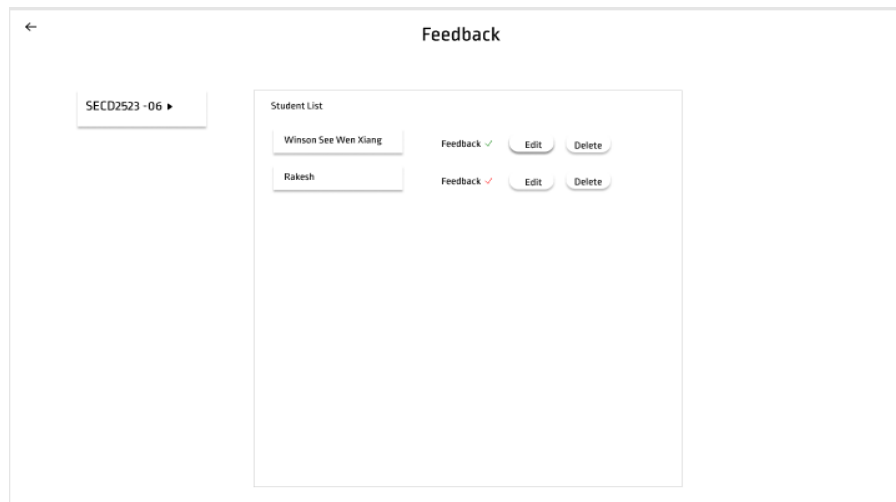 Feedback
SECD2523 -06
Student List
Winson See Wen Xiang Feedback Edit Delete
Rakesh Feedback Edit Delete